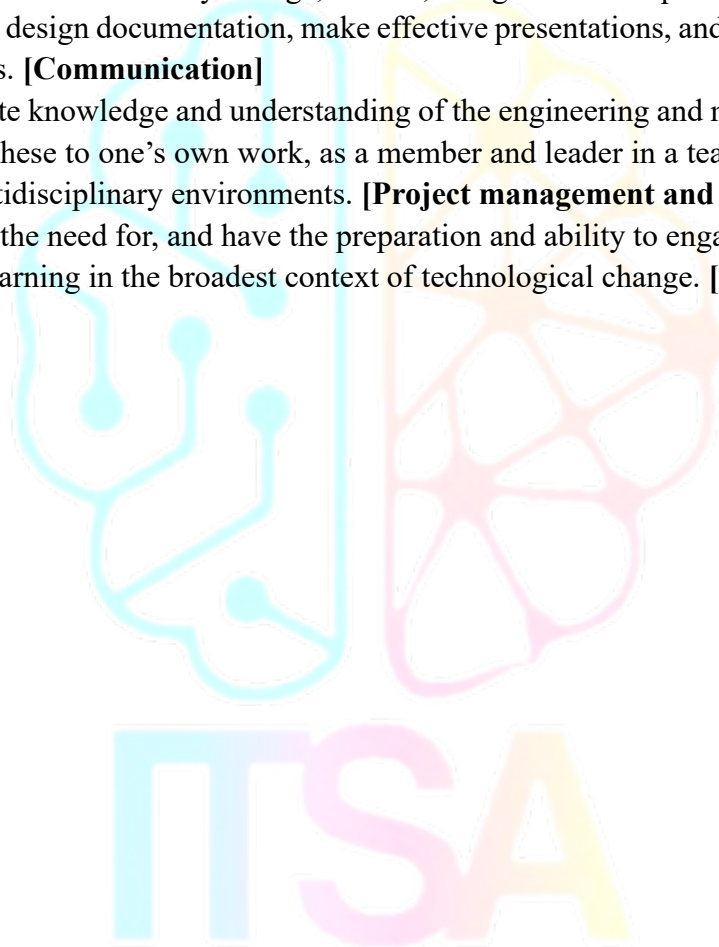 design documentation, make effective presentations, and
s. [Communication]
te knowledge and understanding of the engineering and
hese to one's own work, as a member and leader in a
tidisciplinary environments. [Project management and
the need for, and have the preparation and ability to
arning in the broadest context of technological change. [
ITSA